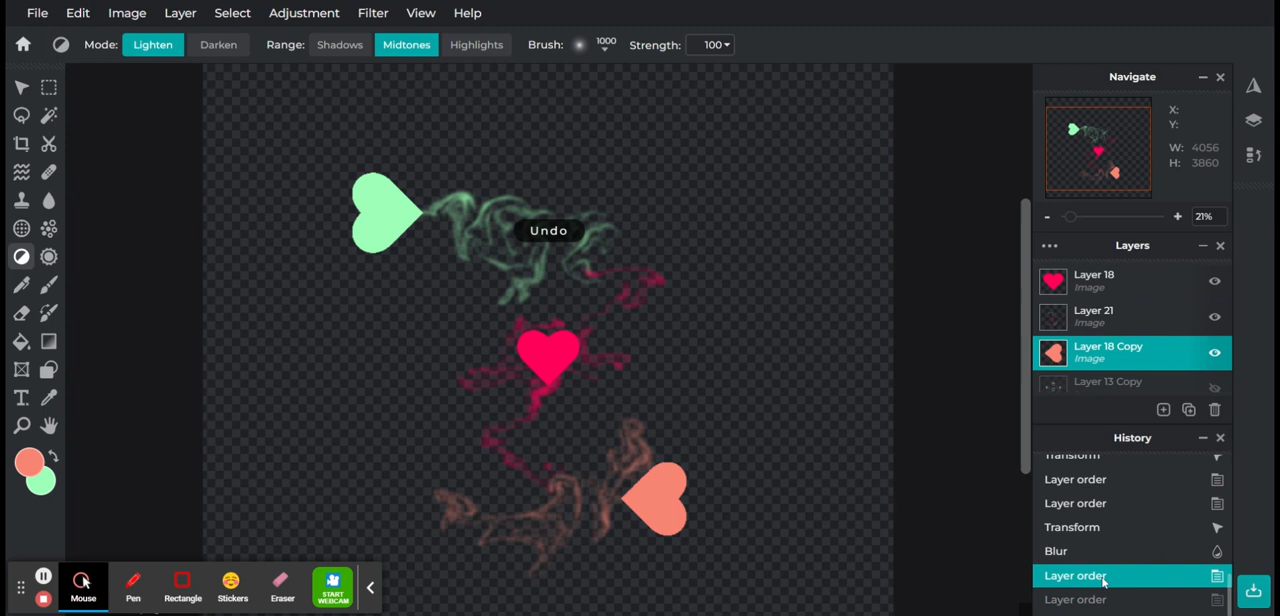 File Edit Image Layer Select Adjustment Filter View Help
Mode: Lighten Darken Range: Shadows Midtones Highlights Brush: 1000 Strength: 100
Navigate
X:
Y:
W: 4056
H: 3860
- + 21%
Undo
Layers
Layer 18
Image
Layer 21
Image
Layer 18 Copy
Image
Layer 13 Copy
History
Transform
Layer order
Layer order
Transform
Blur
Layer order
Layer order
T
Mouse Pen Rectangle Stickers Eraser START
WEBCAM